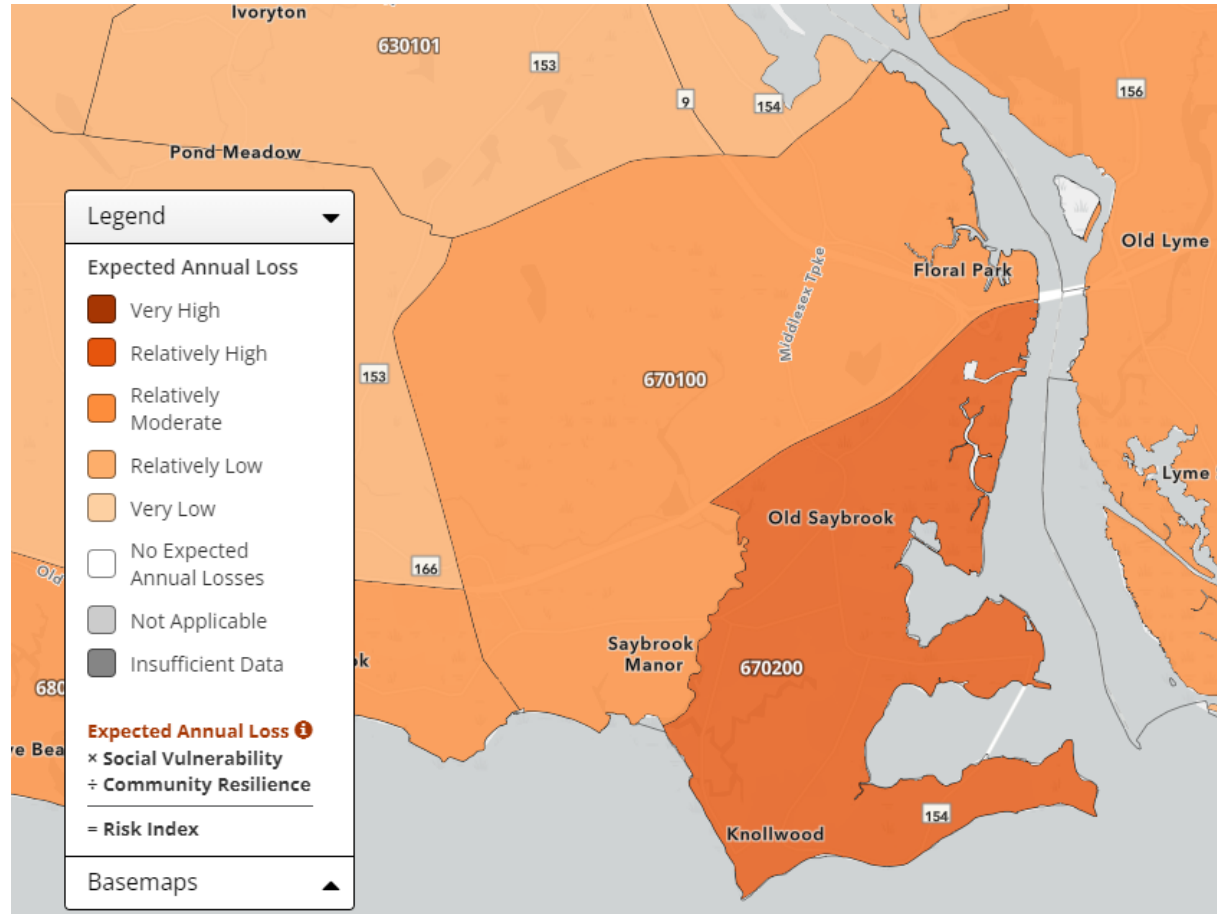 Ivoryton
630101
153
9
154
156
Pond Meadow
Legend
Old Lyme
Expected Annual Loss
Floral Park
Middlesex Tpke
Very High
Relatively High
153
670100
Relatively
Moderate
Relatively Low
Lyme
Very Low
Old Saybrook
No Expected
Annual Losses
166
Old
Not Applicable
Saybrook
Manor
Insufficient Data
k
670200
680
Expected Annual Loss
e Bea
× Social Vulnerability
÷ Community Resilience
154
= Risk Index
Knollwood
Basemaps